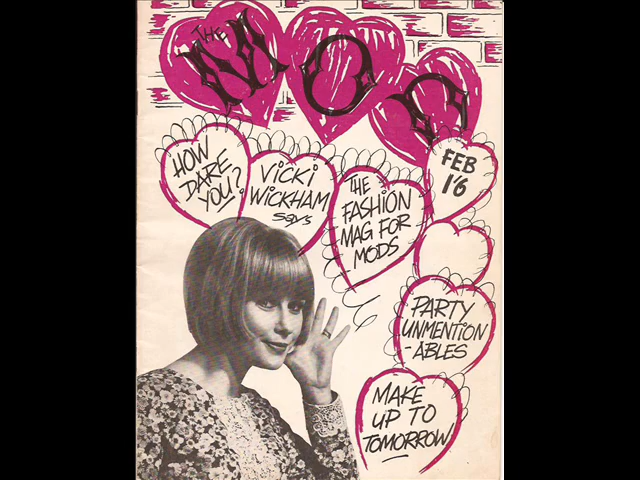 THE
MOD
HOW
DARE
YOU?
VICKI
WICKHAM
says
THE
FASHION
MAG FOR
MODS
FEB
1'6
PARTY
UNMENTION
-ABLES
MAKE
UP TO
TOMORROW